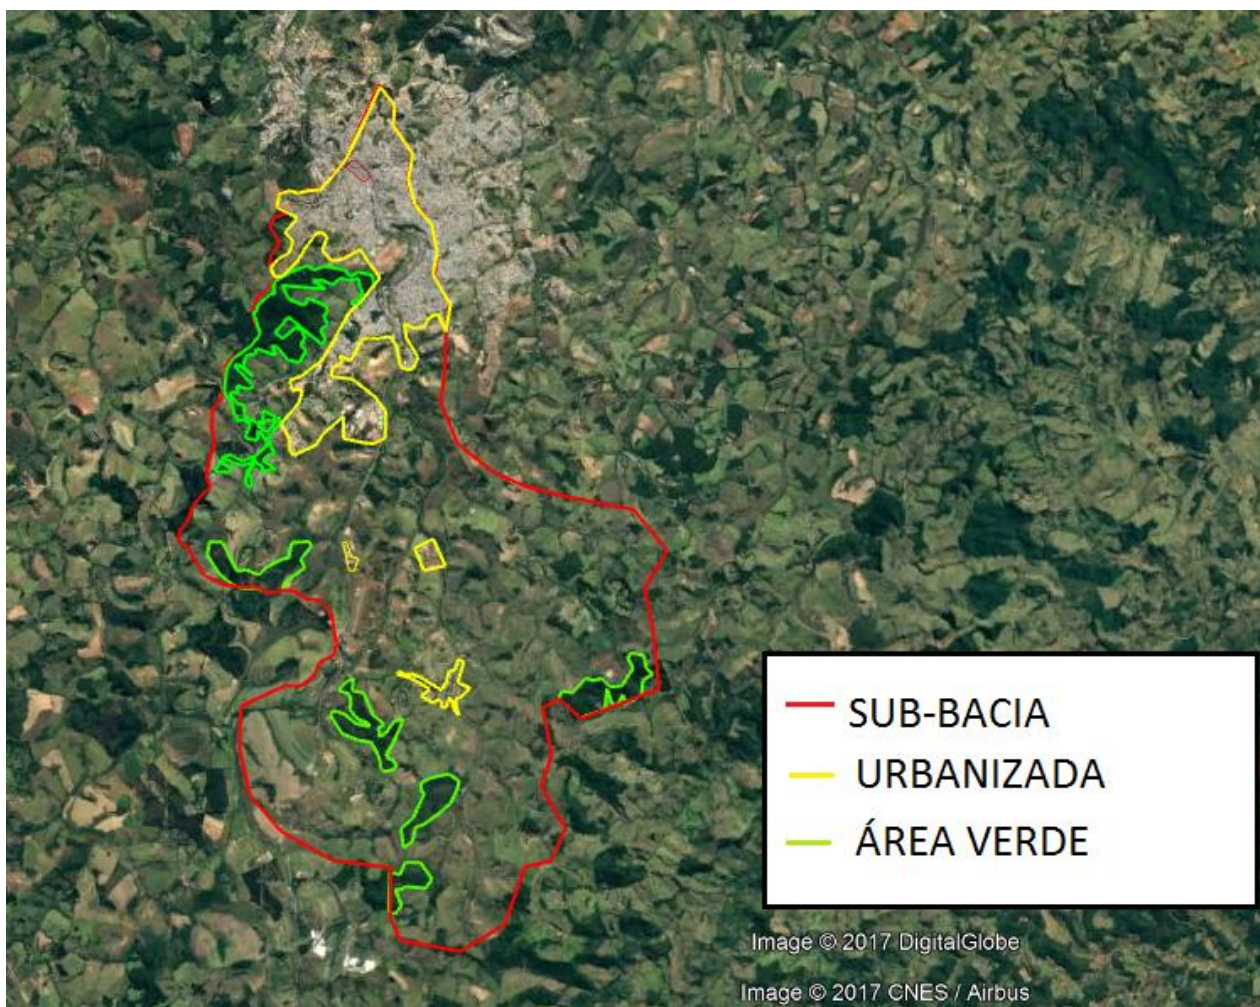 SUB-BACIA
URBANIZADA
ÁREA VERDE
Image © 2017 DigitalGlobe
Image © 2017 CNES / Airbus